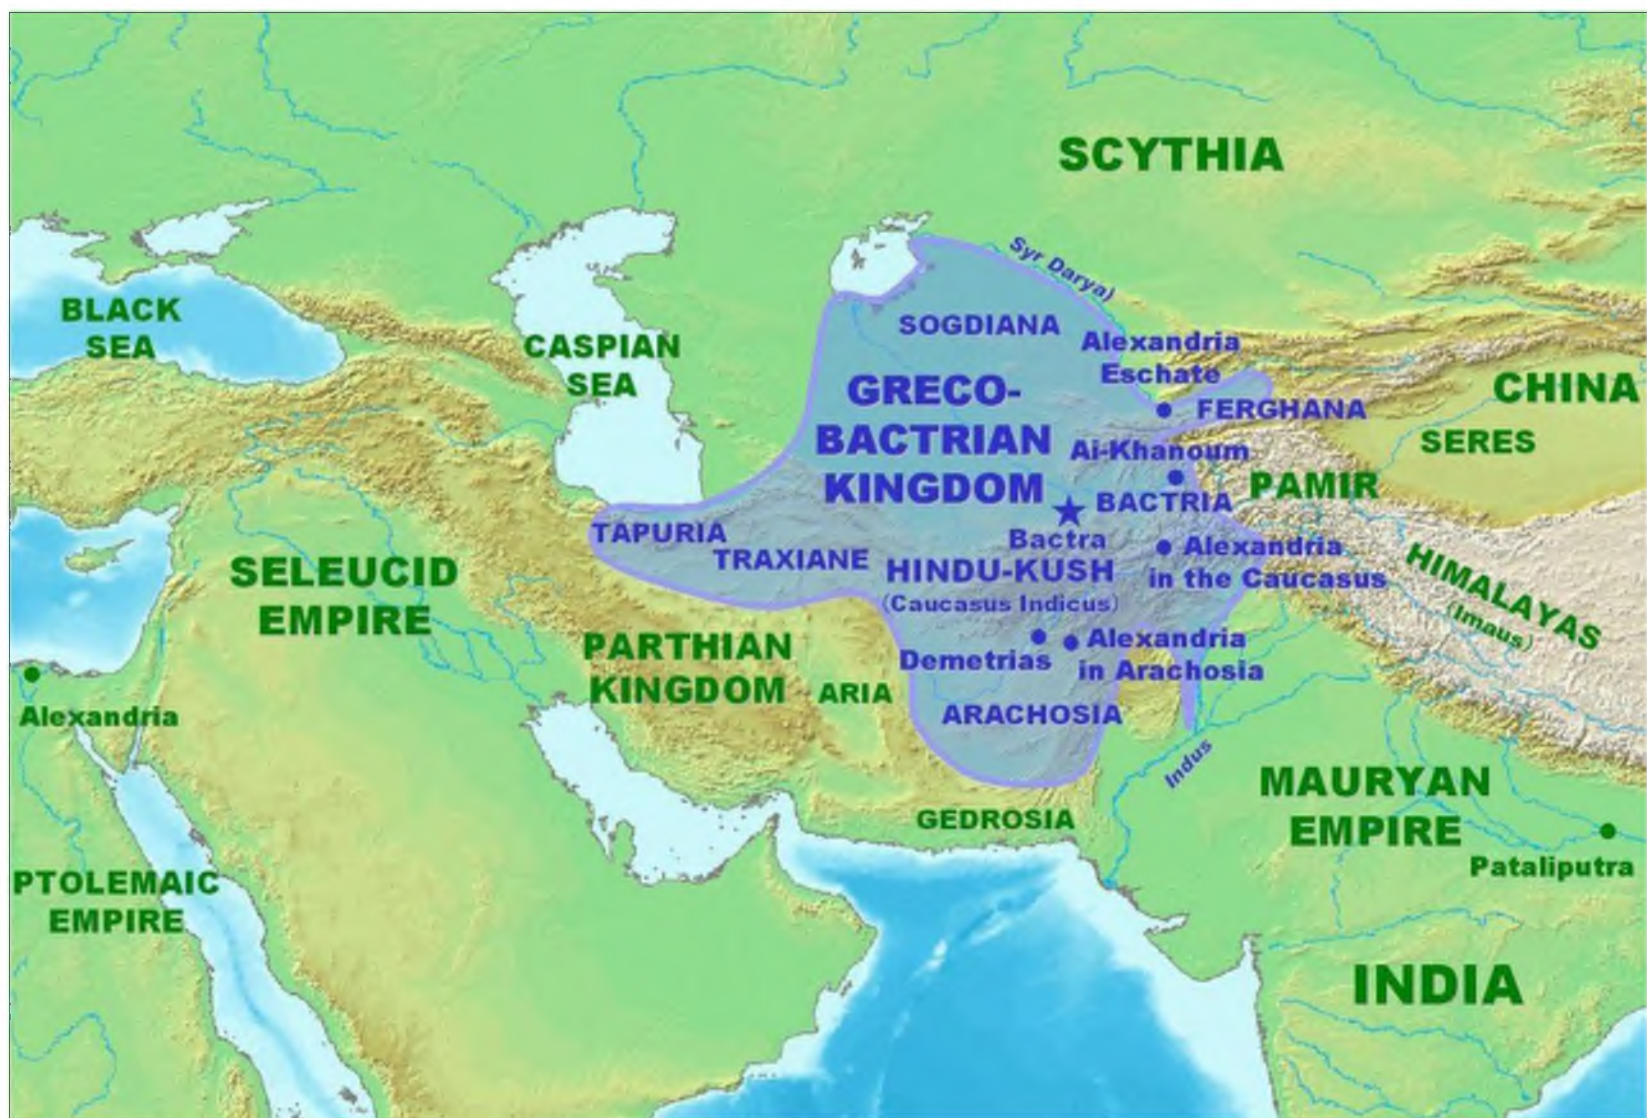 SCYTHIA
Syr Darya)
BLACK
SEA
CASPIAN
SEA
SOGDIANA
Alexandria
Eschate
GRECO-
BACTRIAN
KINGDOM
FERGHANA
CHINA
SERES
Ai-Khanoum
PAMIR
BACTRIA
Bactra
TAPURIA
TRAXIANE
HINDU-KUSH
(Caucasus Indicus)
Alexandria
in the Caucasus
HIMALAYAS
(Imaus)
SELEUCID
EMPIRE
PARTHIAN
KINGDOM
ARIA
Demetrias
Alexandria
in Arachosia
ARACHOSIA
Alexandria
Indus
MAURYAN
EMPIRE
GEDROSIA
Pataliputra
PTOLEMAIC
EMPIRE
INDIA